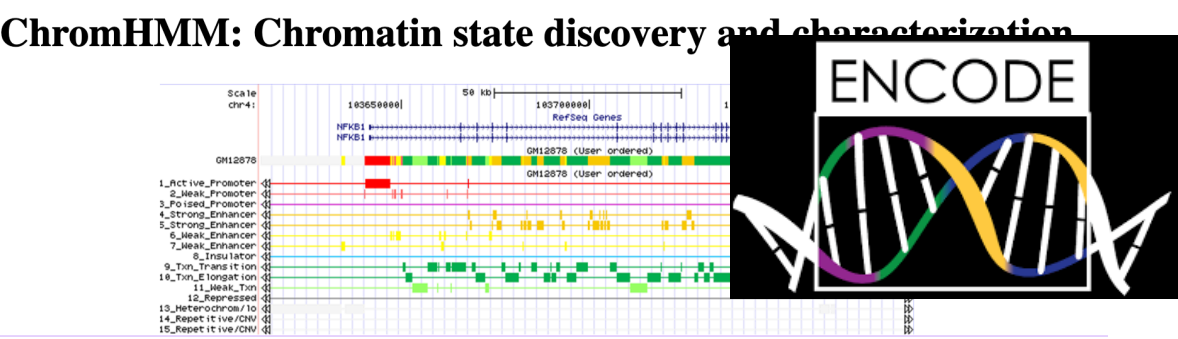 ChromHMM: Chromatin state discovery and characterization
ENCODE
Scale
50 kb
chr4:
103650000
103700000
1
RefSeq Genes
NFKB1
NFKB1
GM12878 (User ordered)
GM12878
GM12878 (User ordered)
1_Active_Promoter
2_Weak_Promoter
3_Poised_Promoter
4_Strong_Enhancer
5_Strong_Enhancer
6_Weak_Enhancer
7_Weak_Enhancer
8_Insulator
9_Txn_Transition
10_Txn_Elongation
11_Weak_Txn
12_Repressed
13_Heterochrom/lo
14_Repetitive/CNV
15_Repetitive/CNV